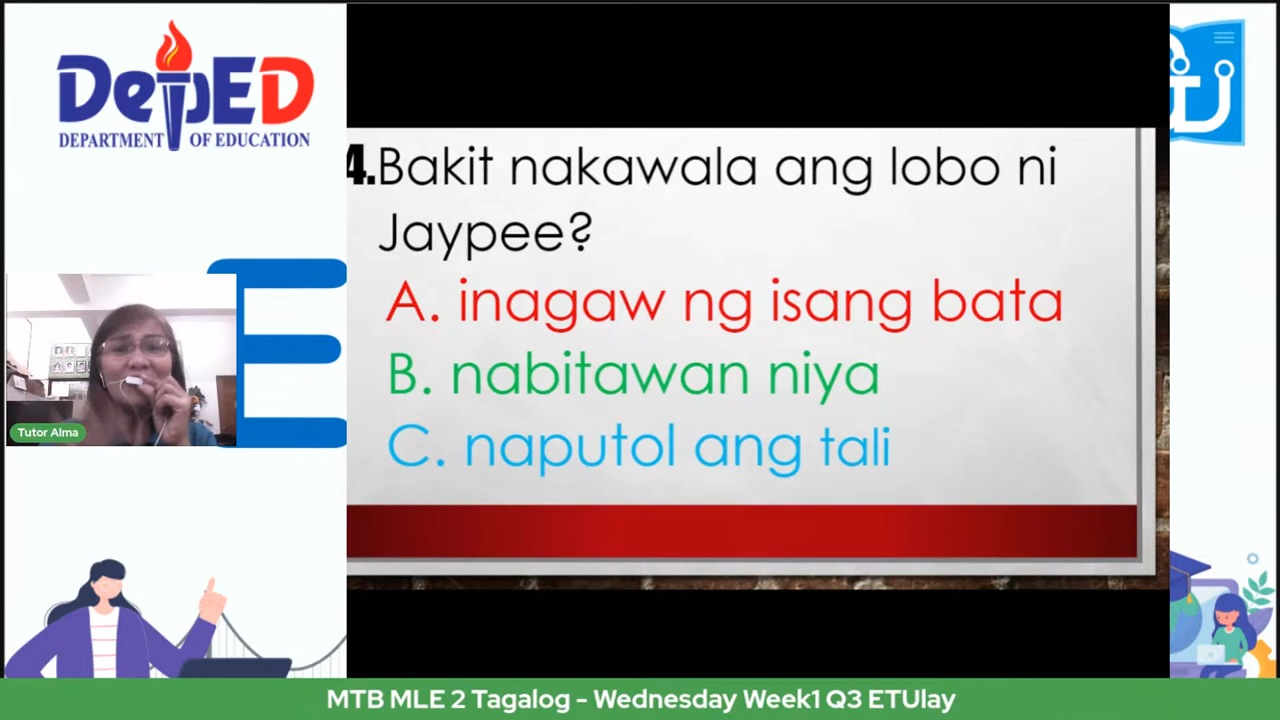 DepED
DEPARTMENT OF EDUCATION
4.Bakit nakawala ang lobo ni
Jaypee?
A. inagaw ng isang bata
B. nabitawan niya
C. naputol ang tali
E
Tutor Alma
MTB MLE 2 Tagalog - Wednesday Week1 Q3 ETUlay